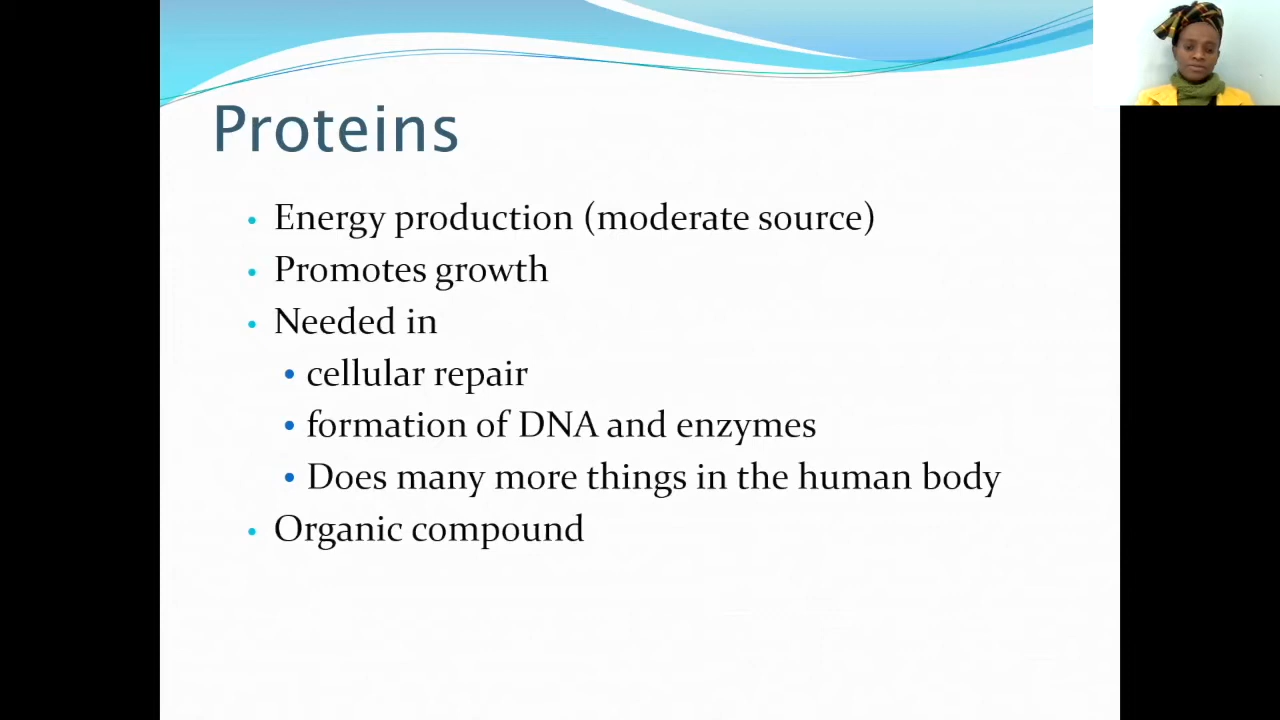 Proteins
• Energy production (moderate source)
• Promotes growth
• Needed in
• cellular repair
• formation of DNA and enzymes
• Does many more things in the human body
• Organic compound